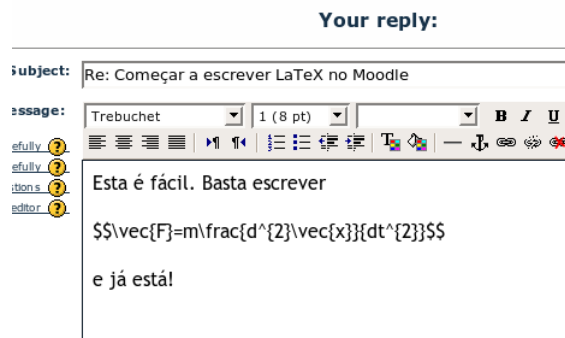 Your reply:
Subject: Re: Começar a escrever LaTeX no Moodle
essage: Trebuchet 1 (8 pt) B I U
efully ?
efully ?
tions ?
editor ?
Esta é fácil. Basta escrever
$$\vec{F}=m\frac{d^{2}\vec{x}}{dt^{2}}$$
e já está!